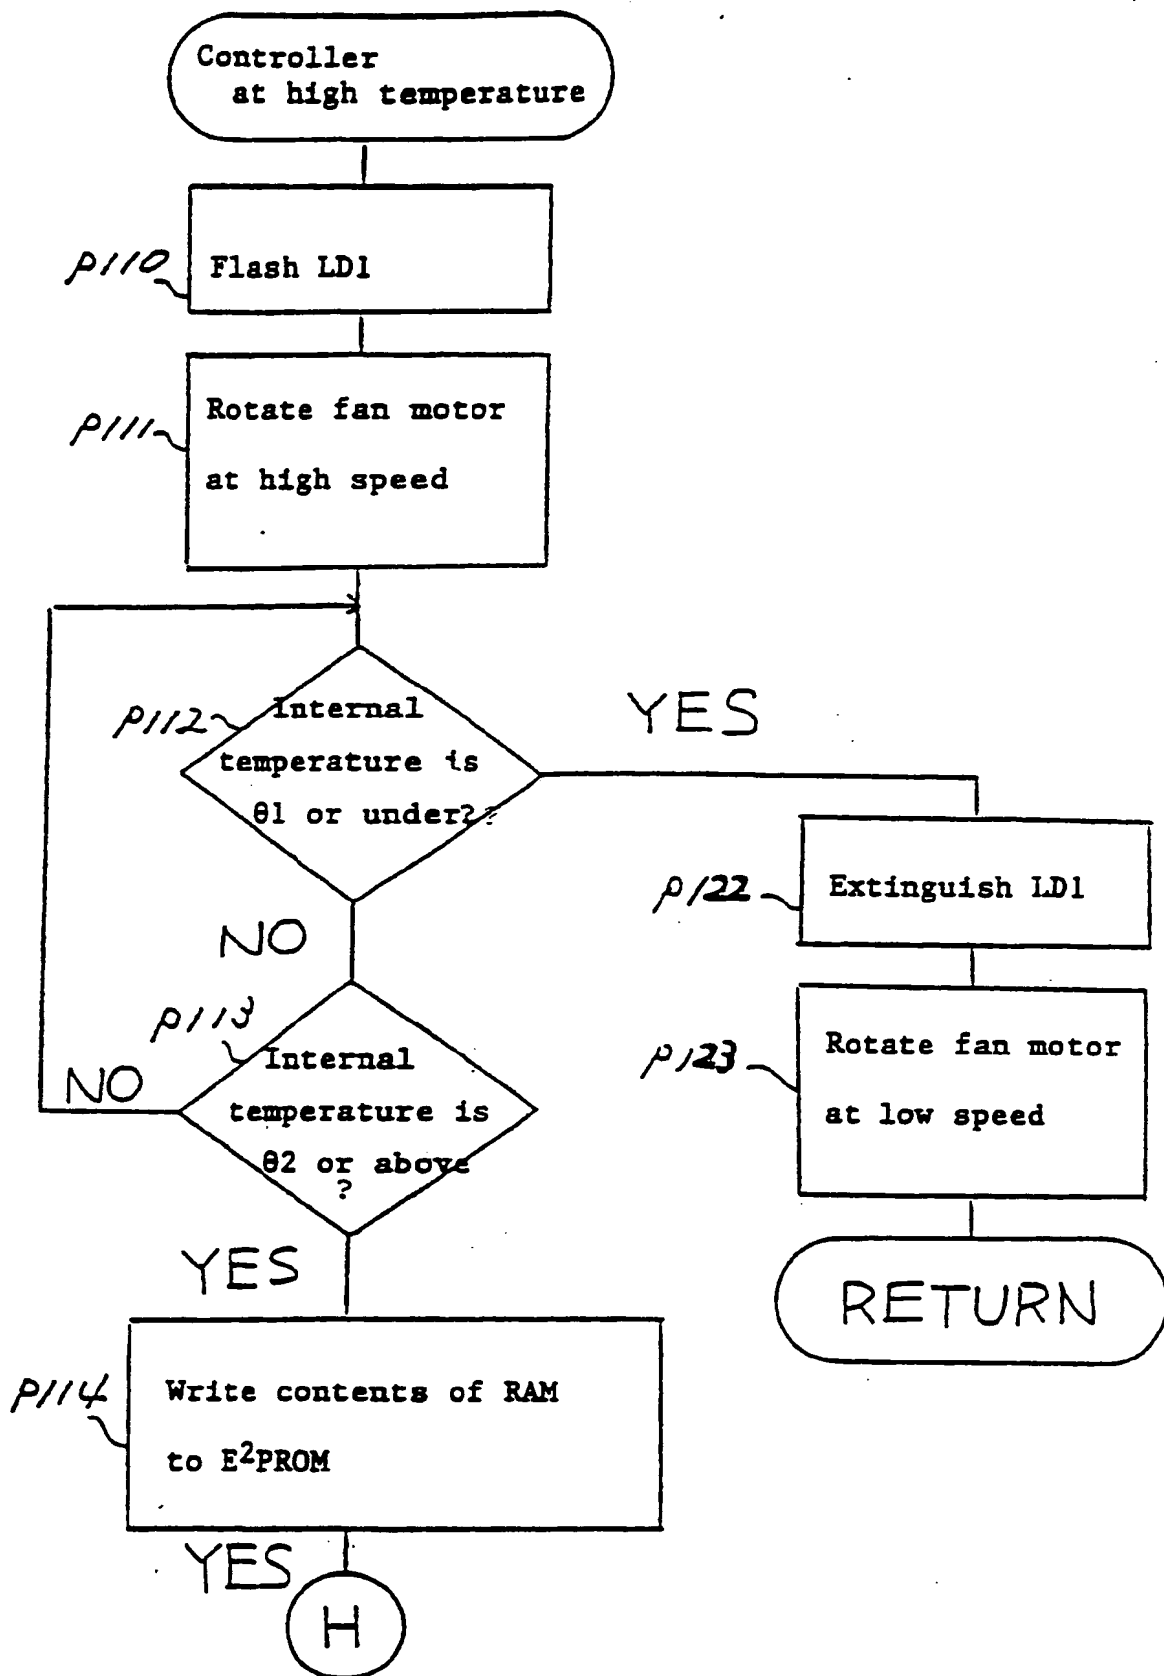 Controller
at high temperature
P110
Flash LD1
P111
Rotate fan motor
at high speed
P112
Internal
temperature is
θ1 or under??
YES
NO
P122
Extinguish LD1
P113
Internal
temperature is
θ2 or above
?
NO
P123
Rotate fan motor
at low speed
YES
RETURN
P114
Write contents of RAM
to E²PROM
YES
H